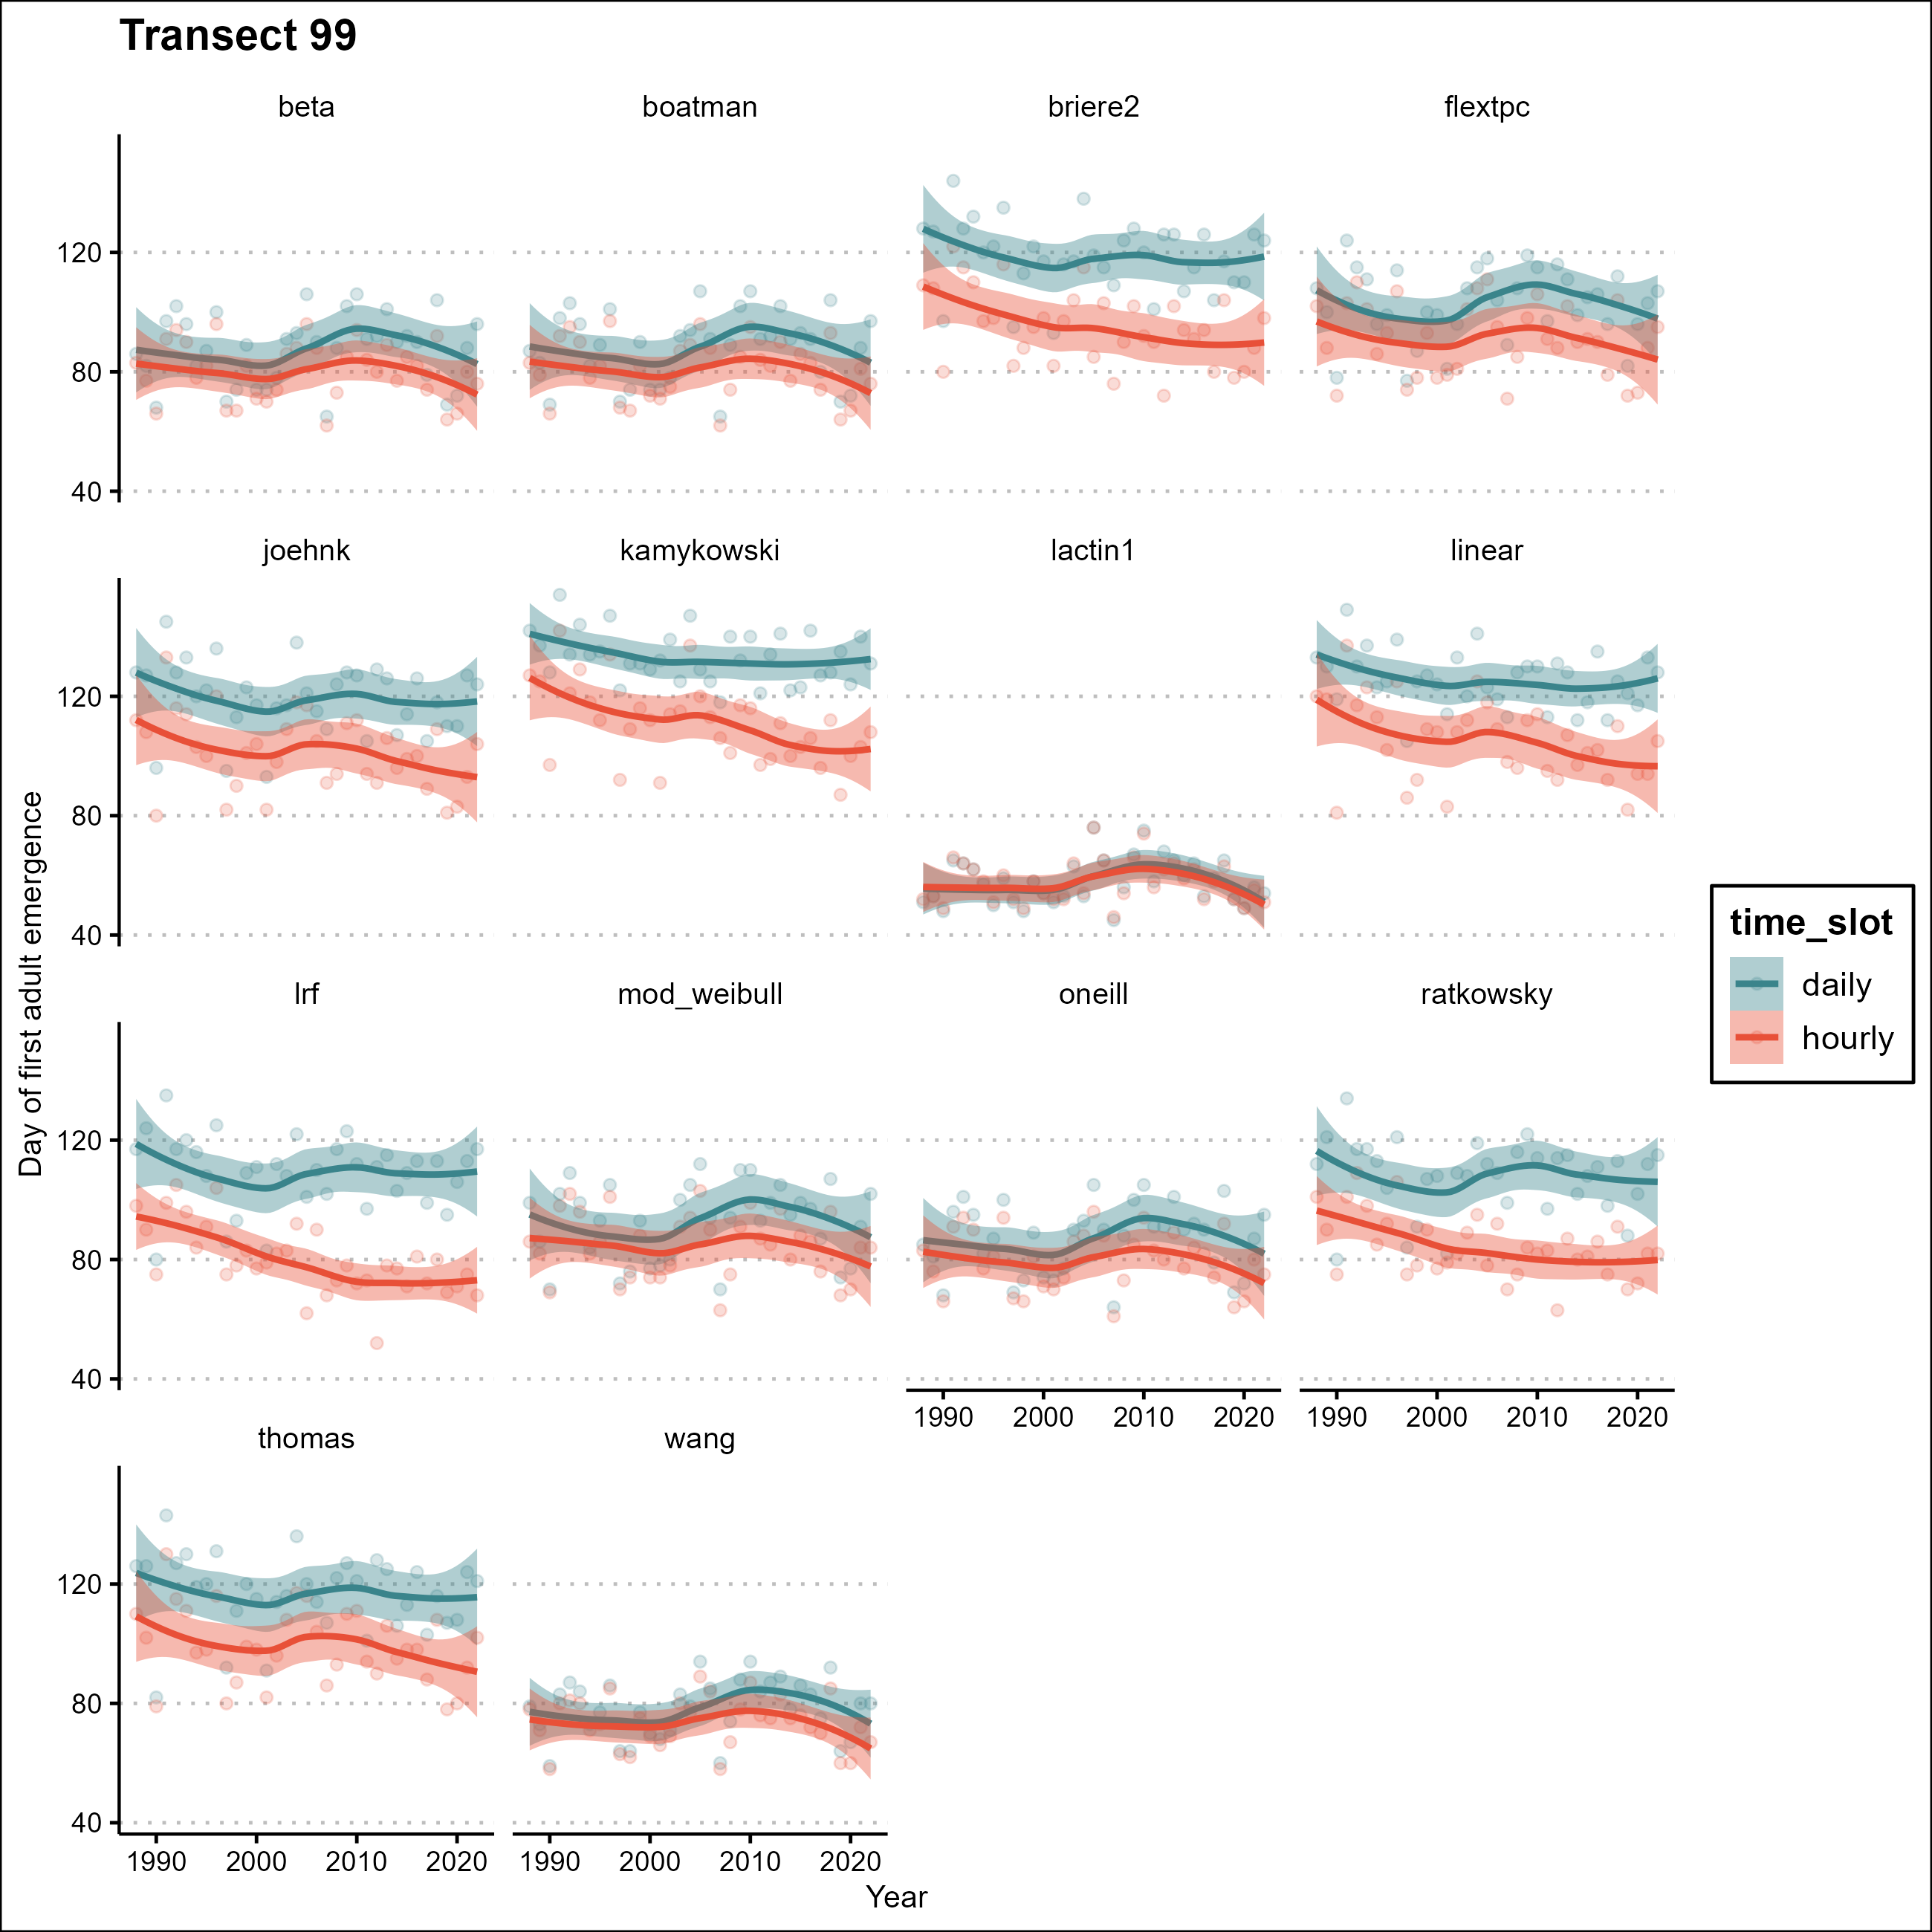 Transect 99
beta boatman briere2 flextpc
120
80
40
joehnk kamykowski lactin1 linear
120
80
40
Day of first adult emergence
time_slot
daily
hourly
lrf mod_weibull oneill ratkowsky
120
80
40
1990 2000 2010 2020 1990 2000 2010 2020
thomas wang
120
80
40
1990 2000 2010 2020 1990 2000 2010 2020
Year